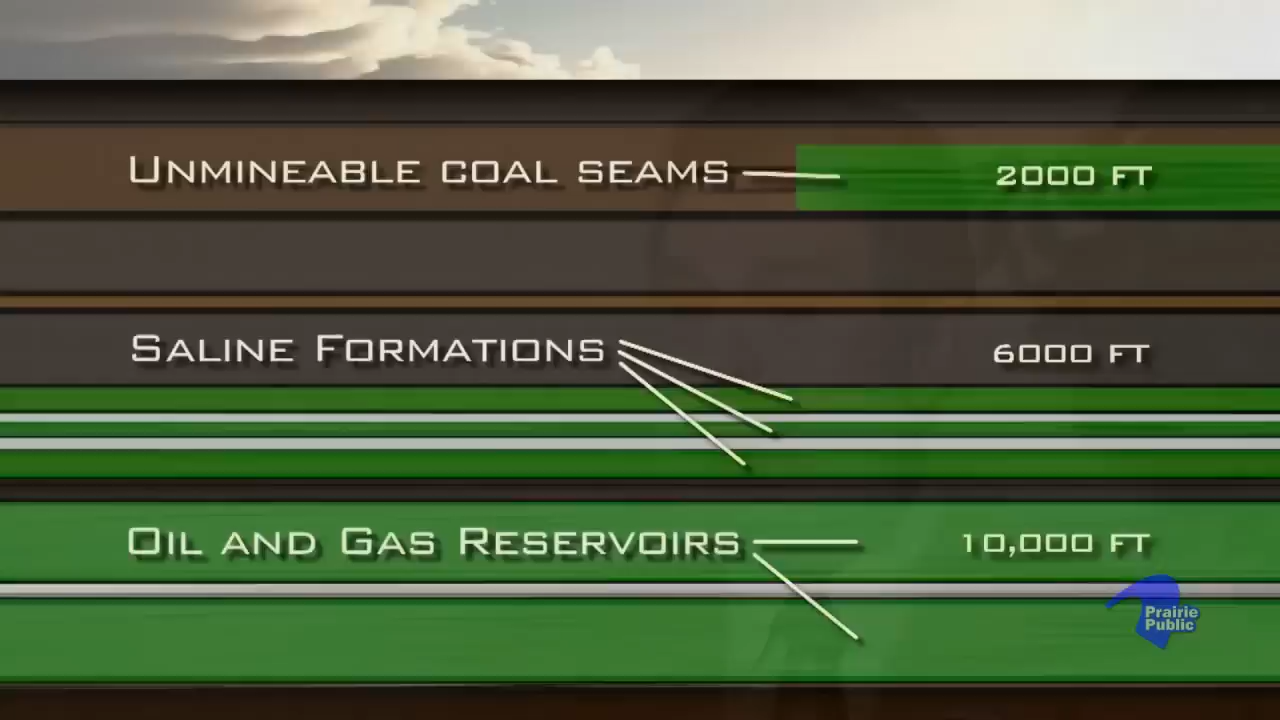 Unmineable coal seams
2000 ft
Saline Formations
6000 ft
Oil and Gas Reservoirs
10,000 ft
Prairie
Public